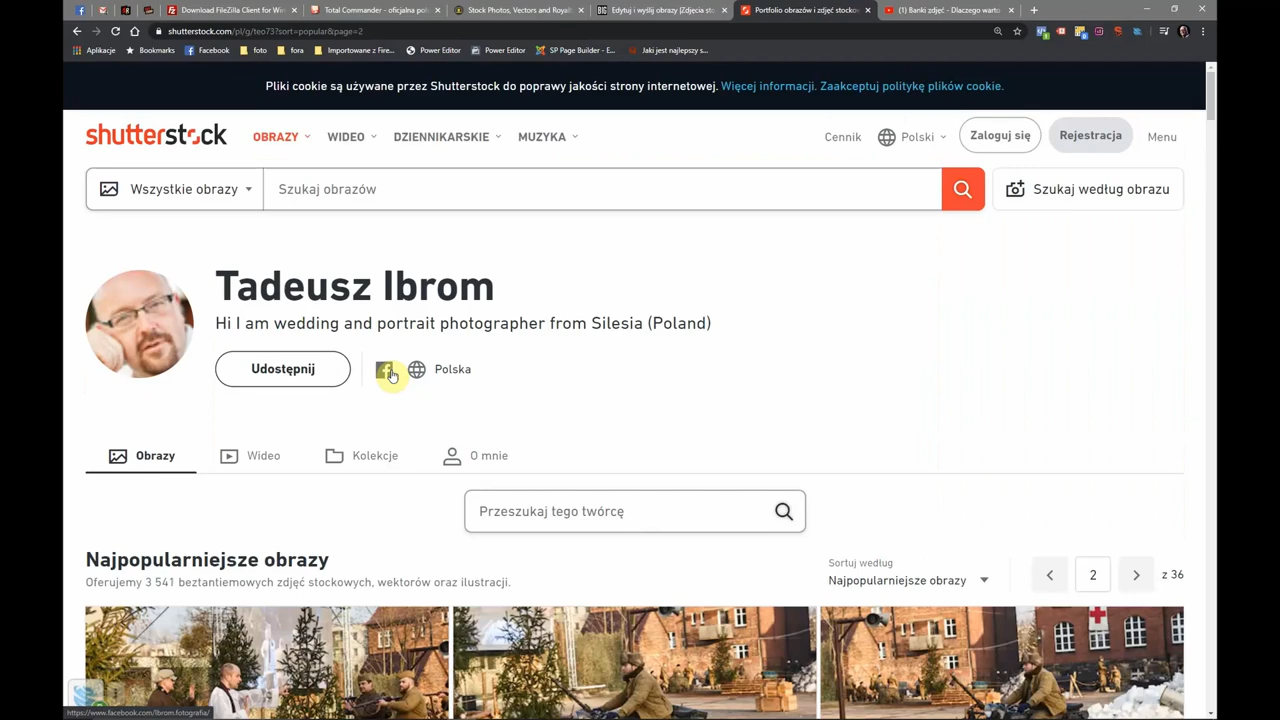 Download FileZilla Client for Win
Total Commander - oficjalna pol
Stock Photos, Vectors and Royalt
BIG
Edytuj i wyślij obrazy [Zdjęcia sto
Portfolio obrazów i zdjęć stockow
(1) Banki zdjęć - Dlaczego warto
shutterstock.com/pl/g/teo73?sort=popular&page=2
Aplikacje
Bookmarks
Facebook
foto
fora
Importowane z Fire...
Power Editor
Power Editor
SP Page Builder - E...
Jaki jest najlepszy s...
Pliki cookie są używane przez Shutterstock do poprawy jakości strony internetowej. Więcej informacji. Zaakceptuj politykę plików cookie.
shutterstock
OBRAZY
WIDEO
DZIENNIKARSKIE
MUZYKA
Cennik
Polski
Zaloguj się
Rejestracja
Menu
Wszystkie obrazy
Szukaj obrazów
Szukaj według obrazu
Tadeusz Ibrom
Hi I am wedding and portrait photographer from Silesia (Poland)
Udostępnij
Polska
Obrazy
Wideo
Kolekcje
O mnie
Przeszukaj tego twórcę
Najpopularniejsze obrazy
Oferujemy 3 541 beztantiemowych zdjęć stockowych, wektorów oraz ilustracji.
Sortuj według
Najpopularniejsze obrazy
2
z 36
https://www.facebook.com/Ibrom.fotografia/